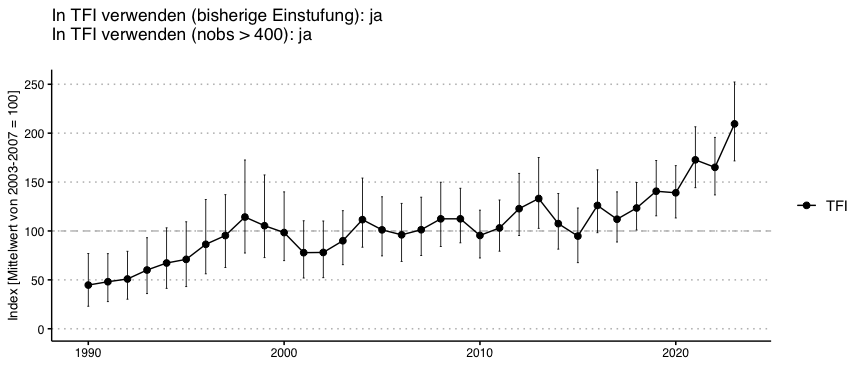 In TFI verwenden (bisherige Einstufung): ja
In TFI verwenden (nobs > 400): ja
Index [Mittelwert von 2003-2007 = 100]
250
200
150
100
50
0
1990
2000
2010
2020
TFI